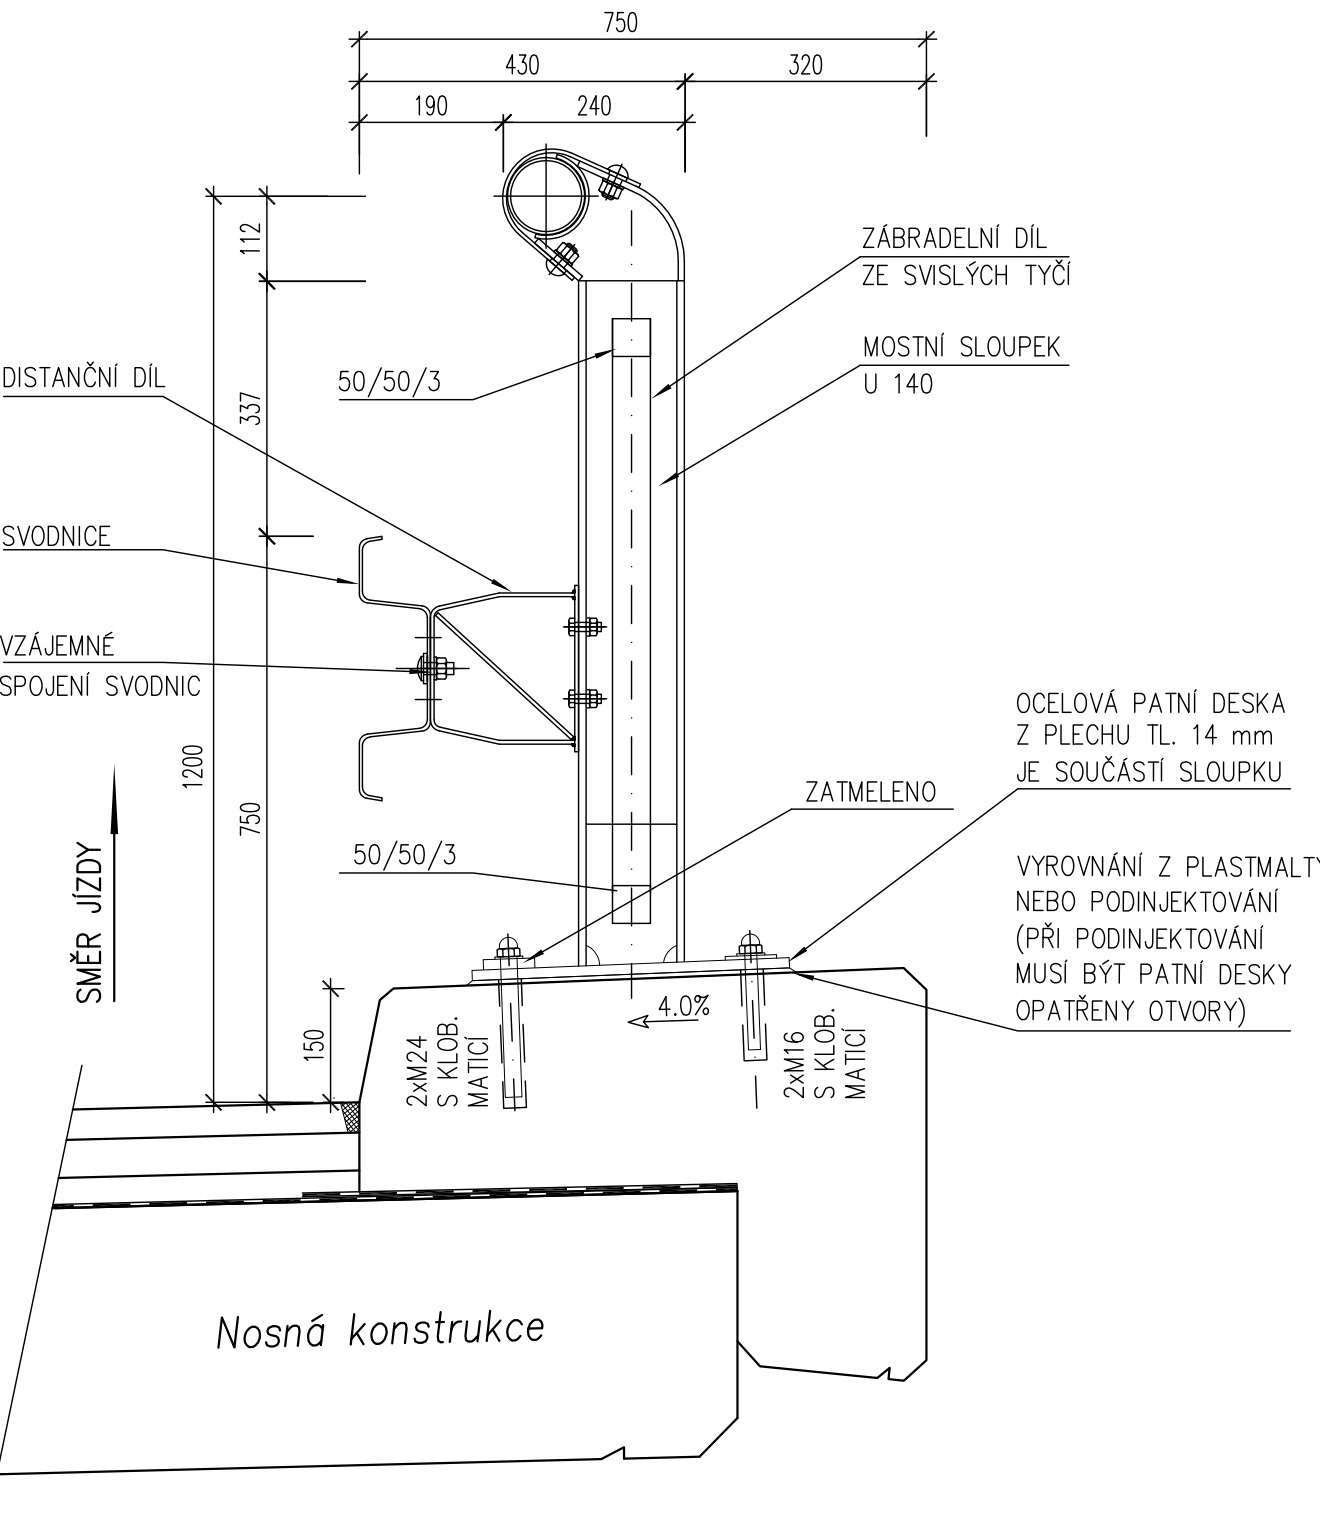 750
430
320
190
240
112
ZÁBRADELNÍ DÍL
ZE SVISLÝCH TYČÍ
MOSTNÍ SLOUPEK
U 140
DISTANČNÍ DÍL
50/50/3
337
SVODNICE
VZÁJEMNÉ
SPOJENÍ SVODNIC
1200
750
SMĚR JÍZDY
50/50/3
ZATMELENO
OCELOVÁ PATNÍ DESKA
Z PLECHU TL. 14 mm
JE SOUČÁSTÍ SLOUPKU
VYROVNÁNÍ Z PLASTMALTY
NEBO PODINJEKTOVÁNÍ
(PŘI PODINJEKTOVÁNÍ
MUSÍ BÝT PATNÍ DESKY
OPATŘENY OTVORY)
150
4.0%
2xM24
S KLOB.
MATICÍ
2xM16
S KLOB.
MATICÍ
Nosná konstrukce